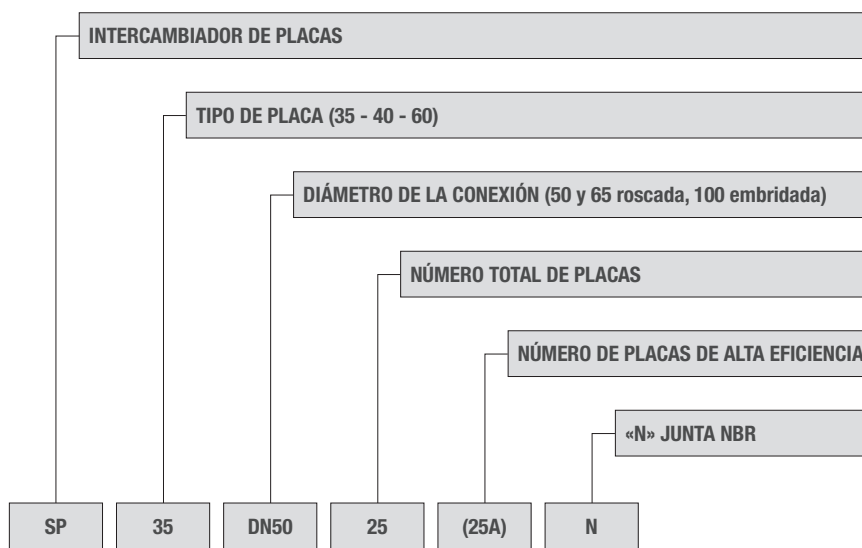 INTERCAMBIADOR DE PLACAS
TIPO DE PLACA (35 - 40 - 60)
DIÁMETRO DE LA CONEXIÓN (50 y 65 roscada, 100 embridada)
NÚMERO TOTAL DE PLACAS
NÚMERO DE PLACAS DE ALTA EFICIENCIA
«N» JUNTA NBR
SP 35 DN50 25 (25A) N